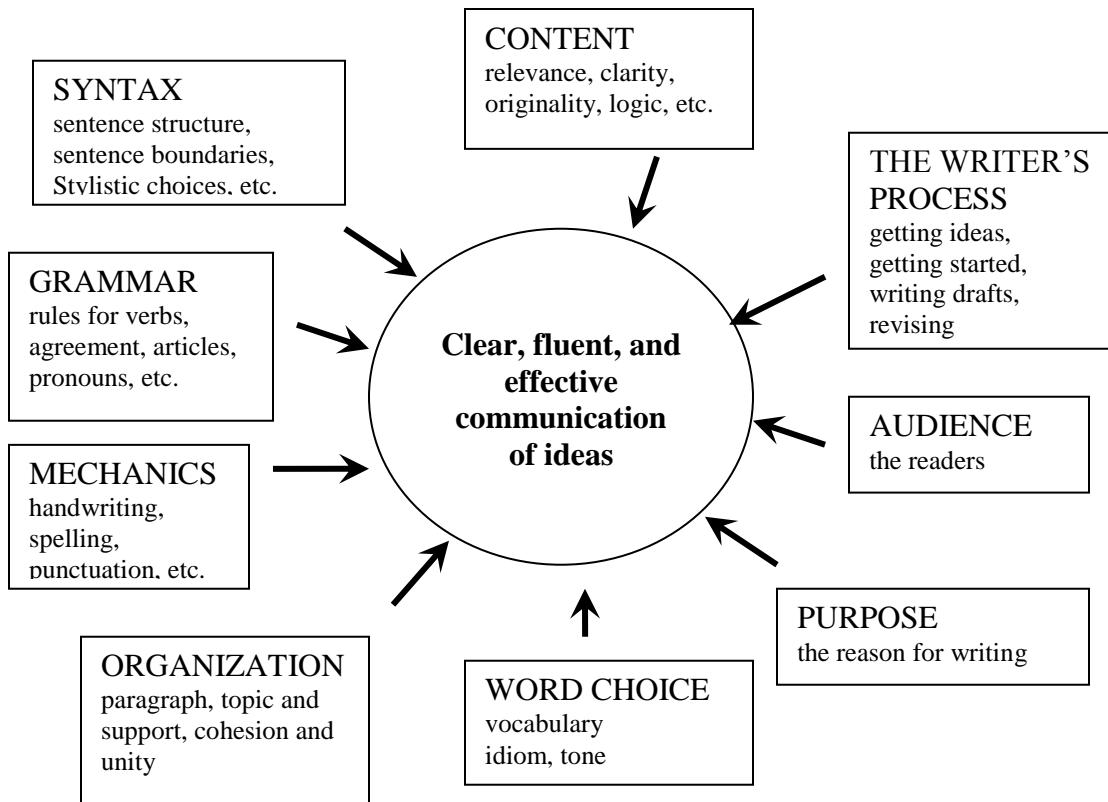 CONTENT
relevance, clarity,
originality, logic, etc.
SYNTAX
sentence structure,
sentence boundaries,
Stylistic choices, etc.
THE WRITER’S
PROCESS
getting ideas,
getting started,
writing drafts,
revising
GRAMMAR
rules for verbs,
agreement, articles,
pronouns, etc.
Clear, fluent, and
effective
communication
of ideas
AUDIENCE
the readers
MECHANICS
handwriting,
spelling,
punctuation, etc.
PURPOSE
the reason for writing
ORGANIZATION
paragraph, topic and
support, cohesion and
unity
WORD CHOICE
vocabulary
idiom, tone